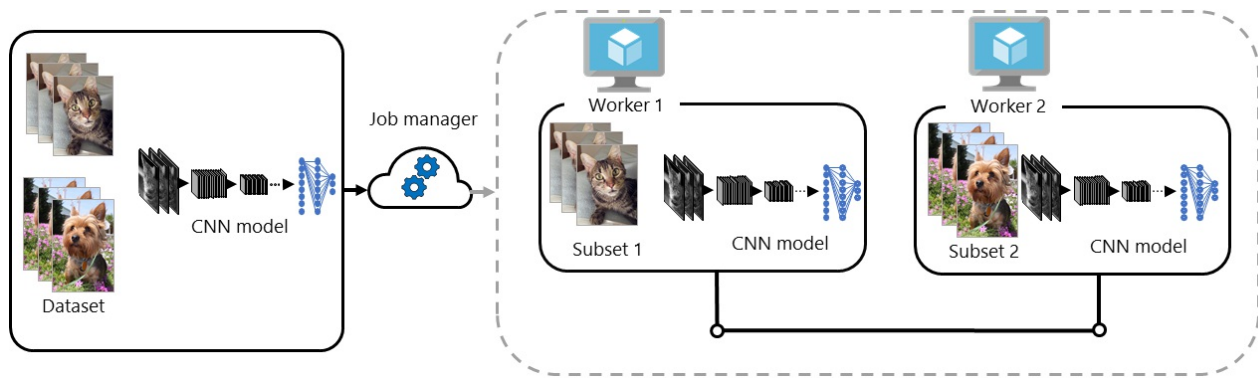 CNN model
Dataset
Job manager
Worker 1
Subset 1
CNN model
Worker 2
Subset 2
CNN model